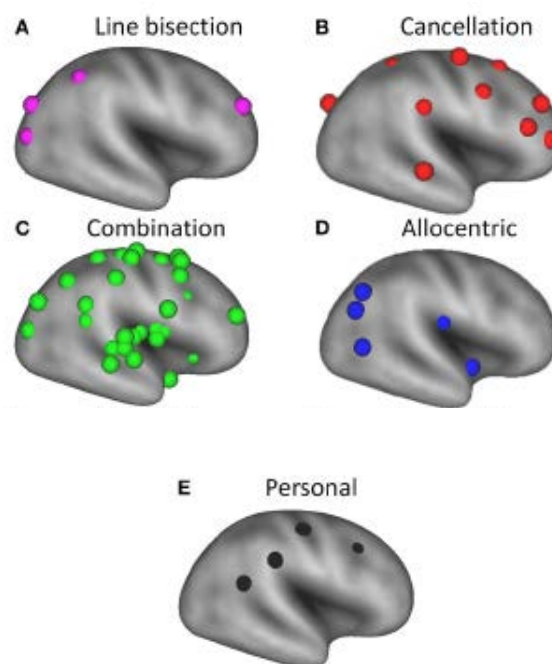 A Line bisection
B Cancellation
C Combination
D Allocentric
E Personal